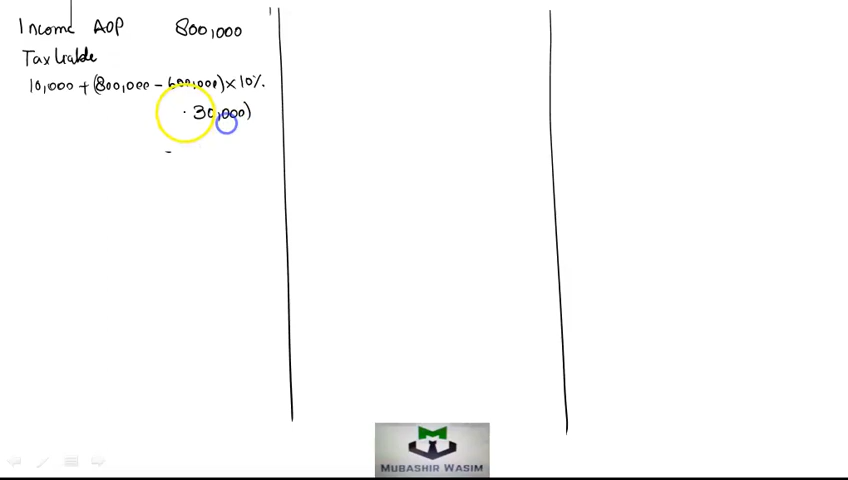 Income AOP 800,000
Tax liable
10,000 + (800,000 - 600,000) × 10%
30,000)
-
MUBASHIR WASIM